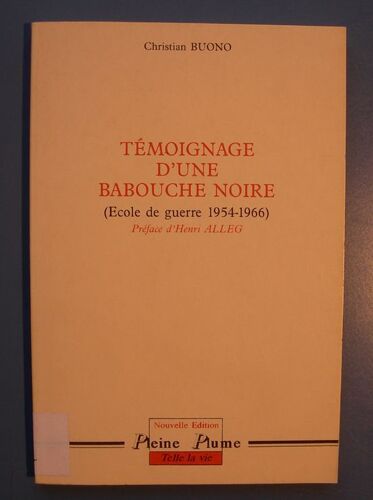 Christian BUONO
TÉMOIGNAGE
D'UNE
BABOUCHE NOIRE
(Ecole de guerre 1954-1966)
Préface d'Henri ALLEG
Nouvelle Edition
Pleine Plume
Telle la vie